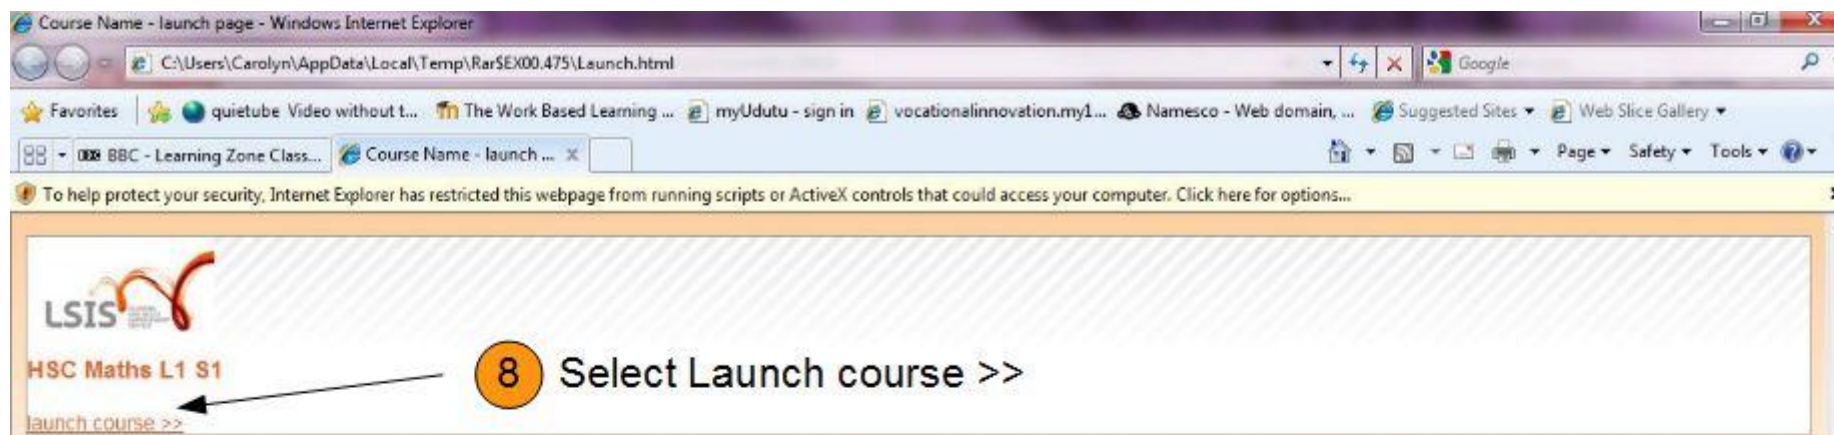 Course Name - launch page - Windows Internet Explorer
C:\Users\Carolyn\AppData\Local\Temp\Rar$EX00.475\Launch.html
Google
Favorites quietube Video without t... The Work Based Learning ... myUdutu - sign in vocationalinnovation.my1... Namesco - Web domain, ... Suggested Sites Web Slice Gallery
BBC - Learning Zone Class... Course Name - launch ... Page Safety Tools
To help protect your security, Internet Explorer has restricted this webpage from running scripts or ActiveX controls that could access your computer. Click here for options...
LSIS
HSC Maths L1 S1
8 Select Launch course >>
launch course >>